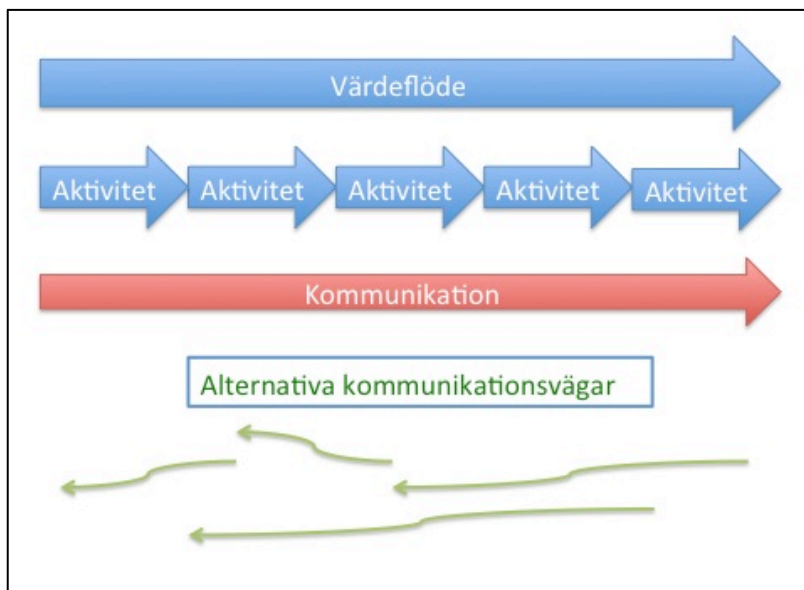 Värdeflöde
Aktivitet Aktivitet Aktivitet Aktivitet Aktivitet
Kommunikation
Alternativa kommunikationsvägar